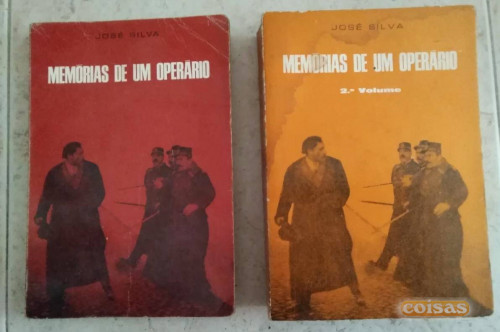 JOSÉ SILVA
MEMÓRIAS DE UM OPERÁRIO
JOSÉ SILVA
MEMÓRIAS DE UM OPERÁRIO
2.º Volume
coisas